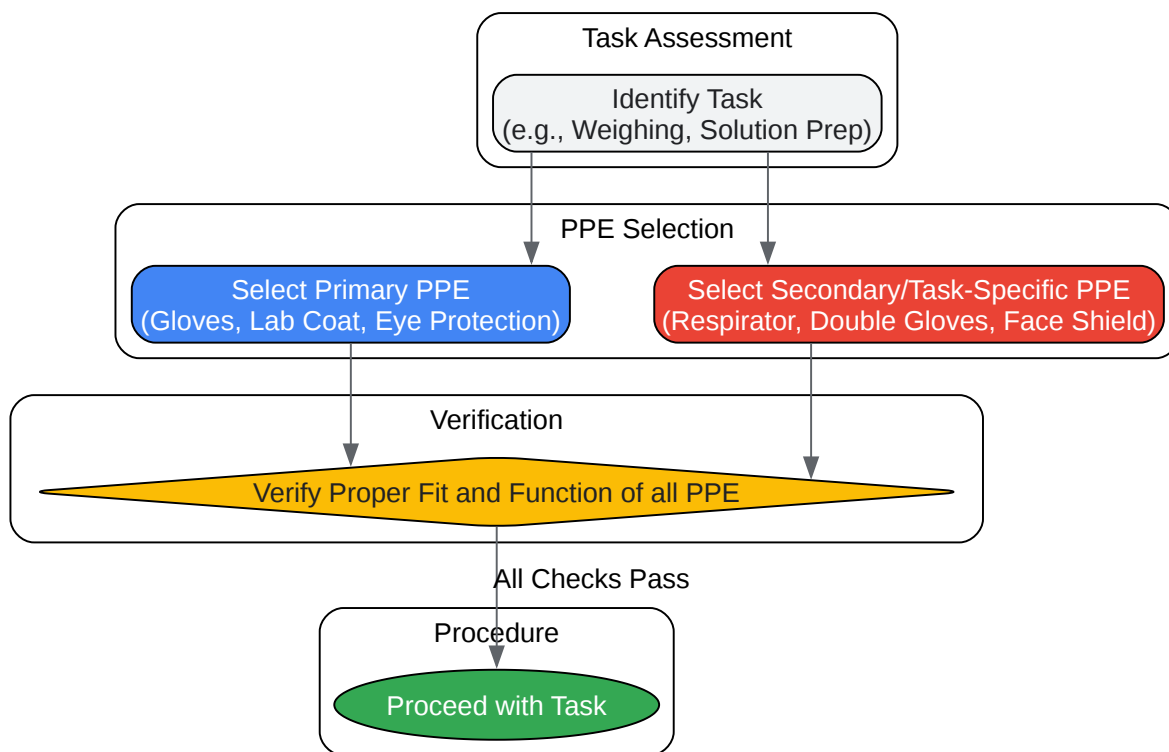 Task Assessment
Identify Task
(e.g., Weighing, Solution Prep)
PPE Selection
Select Primary PPE
(Gloves, Lab Coat, Eye Protection)
Select Secondary/Task-Specific PPE
(Respirator, Double Gloves, Face Shield)
Verification
Verify Proper Fit and Function of all PPE
All Checks Pass
Procedure
Proceed with Task